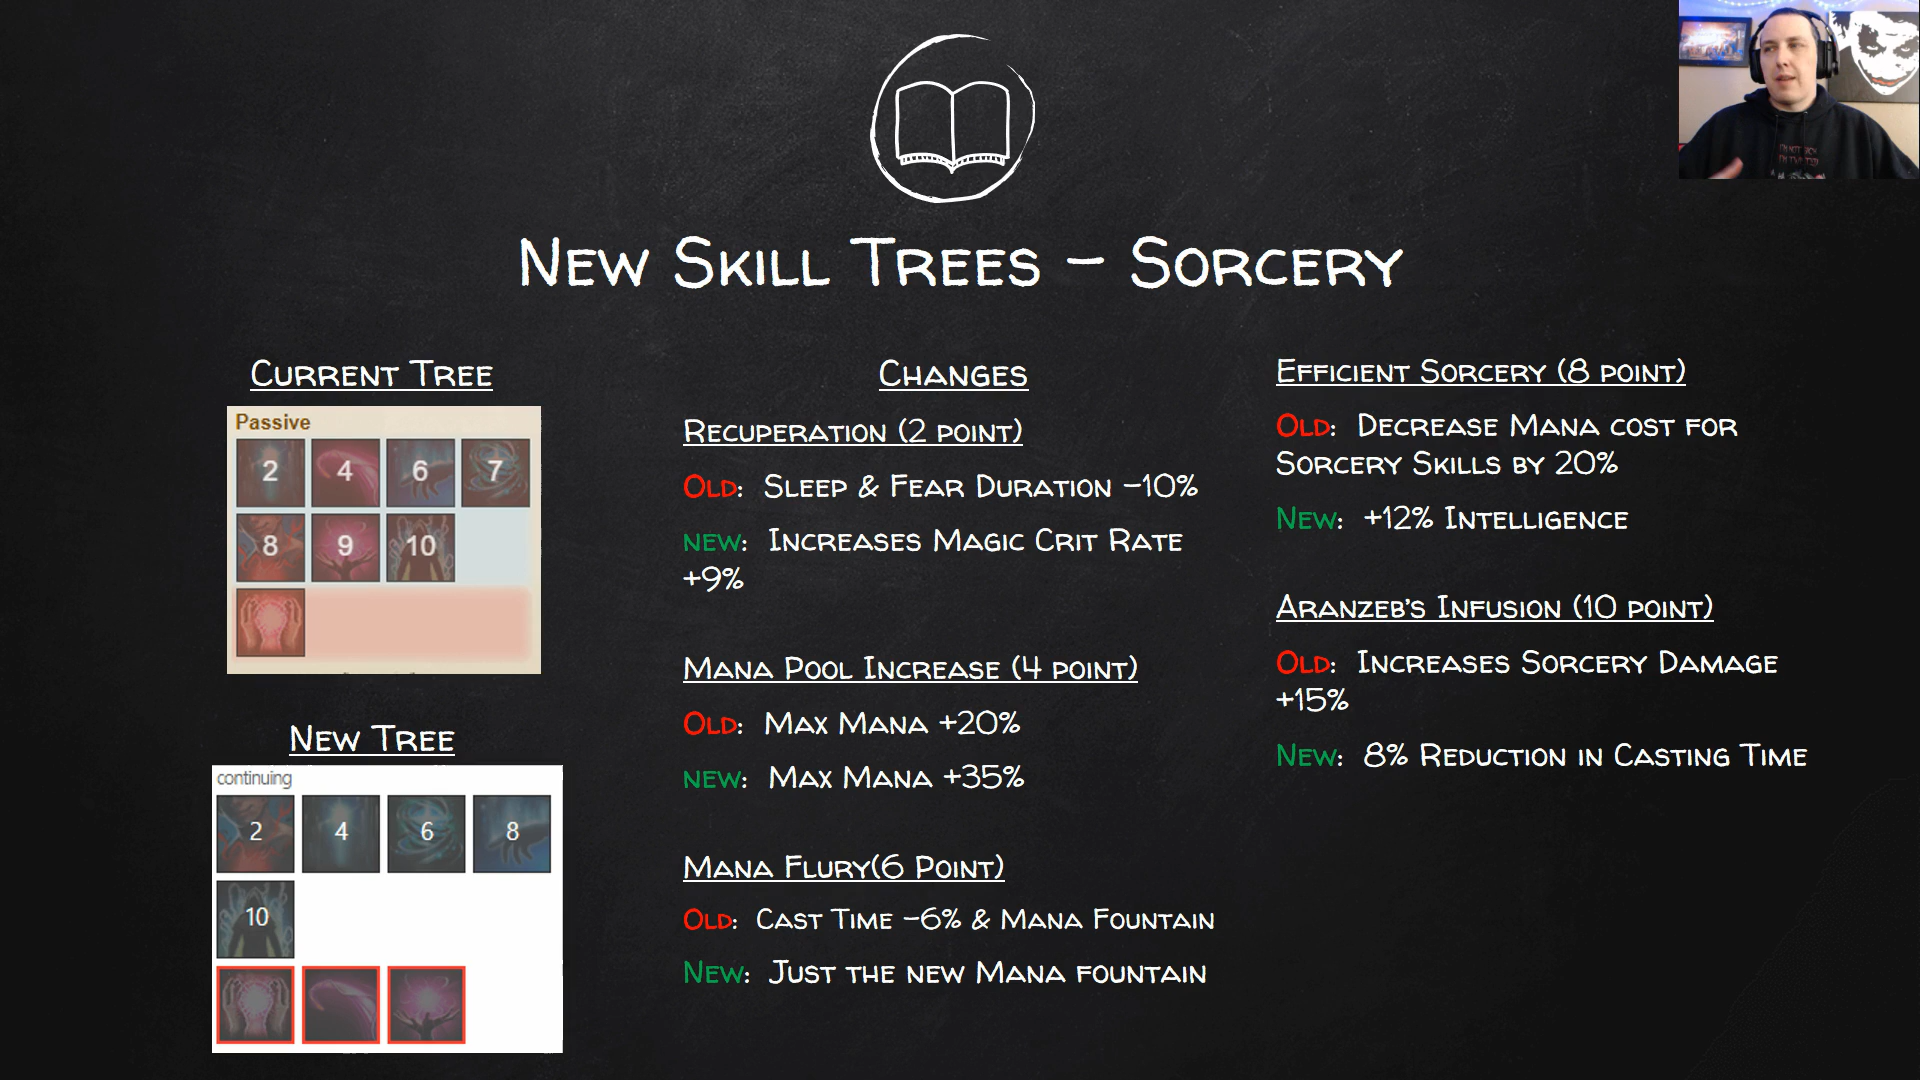 New Skill Trees – Sorcery
Current Tree
Passive
2 4 6 7
8 9 10
New Tree
continuing
2 4 6 8
10
Changes
Recuperation (2 point)
Old: Sleep & Fear Duration -10%
new: Increases Magic Crit Rate
+9%
Mana Pool Increase (4 point)
Old: Max Mana +20%
new: Max Mana +35%
Mana Flury(6 Point)
Old: Cast Time -6% & Mana Fountain
New: Just the new Mana fountain
Efficient Sorcery (8 point)
Old: Decrease Mana cost for
Sorcery Skills by 20%
New: +12% Intelligence
Aranzeb's Infusion (10 point)
Old: Increases Sorcery Damage
+15%
New: 8% Reduction in Casting Time